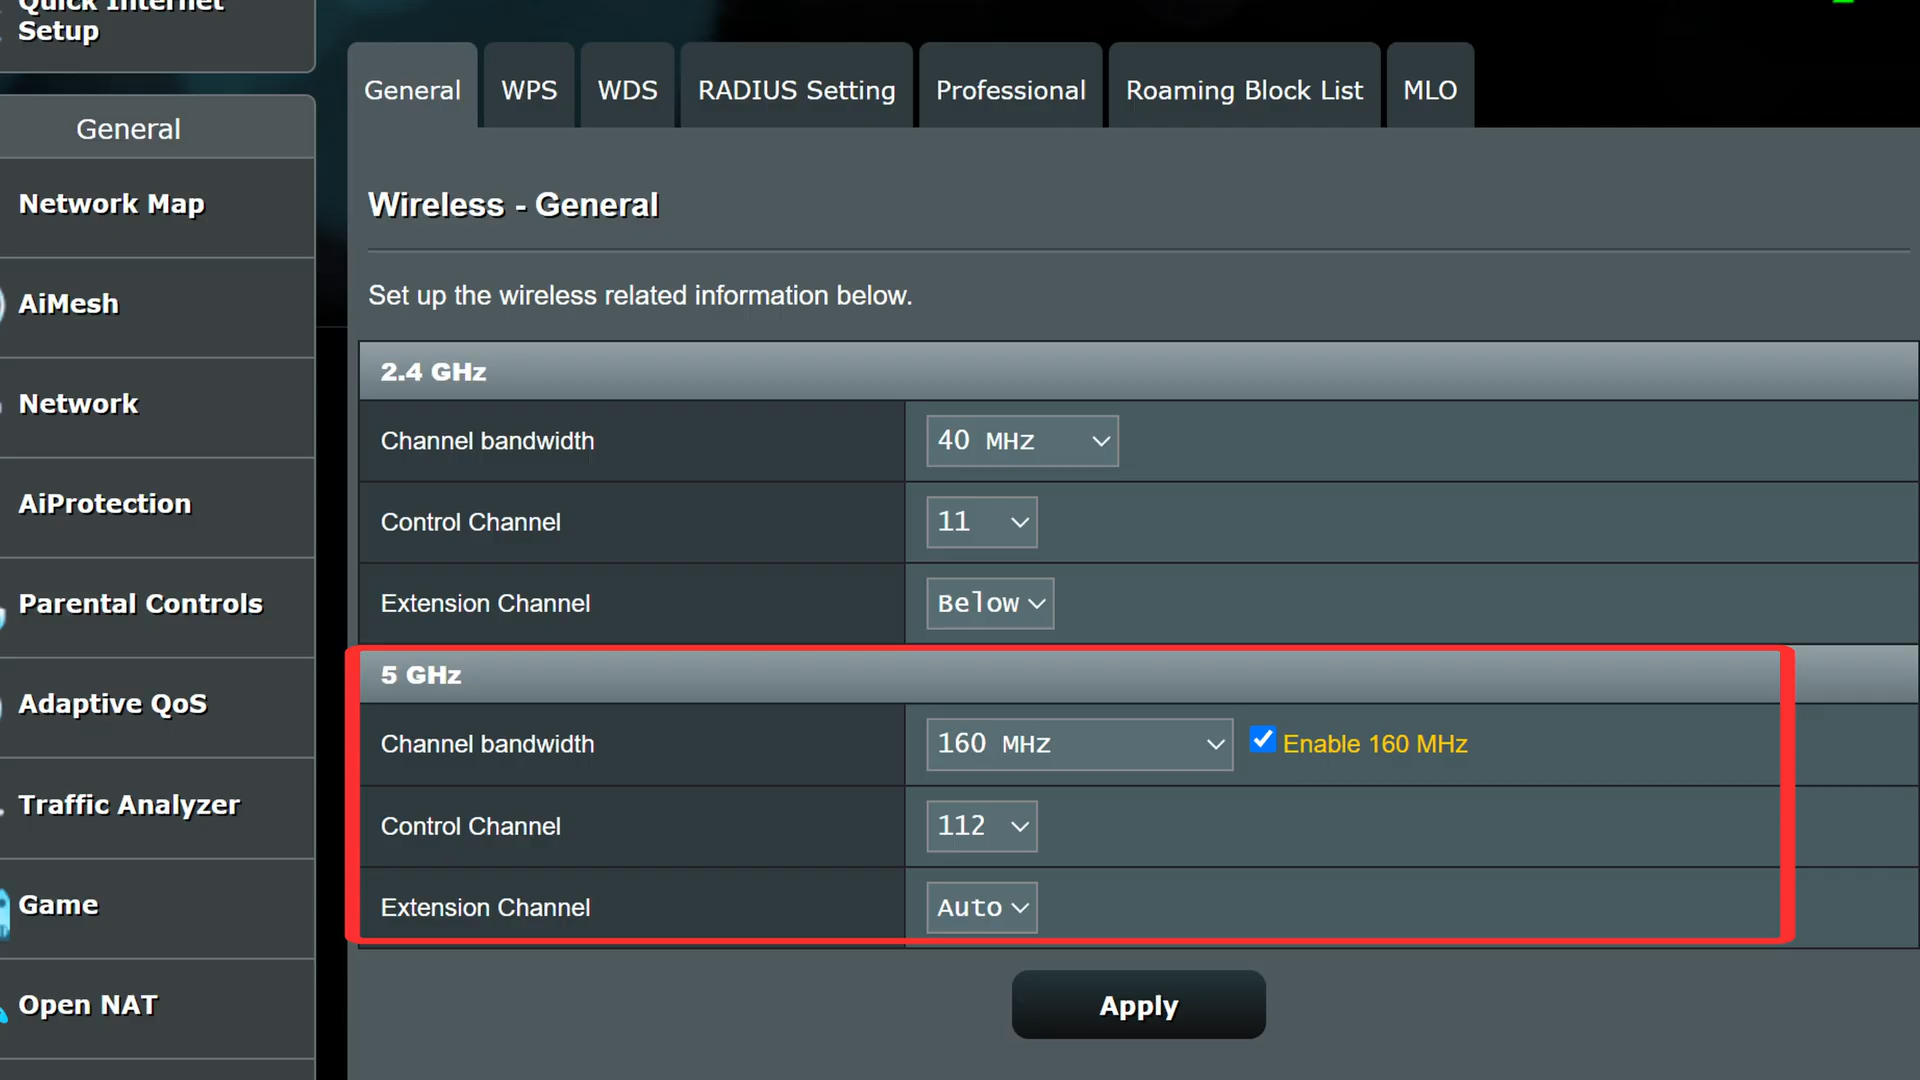 Quick Internet
Setup
General
Network Map
AiMesh
Network
AiProtection
Parental Controls
Adaptive QoS
Traffic Analyzer
Game
Open NAT
General WPS WDS RADIUS Setting Professional Roaming Block List MLO
Wireless - General
Set up the wireless related information below.
2.4 GHz
Channel bandwidth 40 MHz
Control Channel 11
Extension Channel Below
5 GHz
Channel bandwidth 160 MHz Enable 160 MHz
Control Channel 112
Extension Channel Auto
Apply